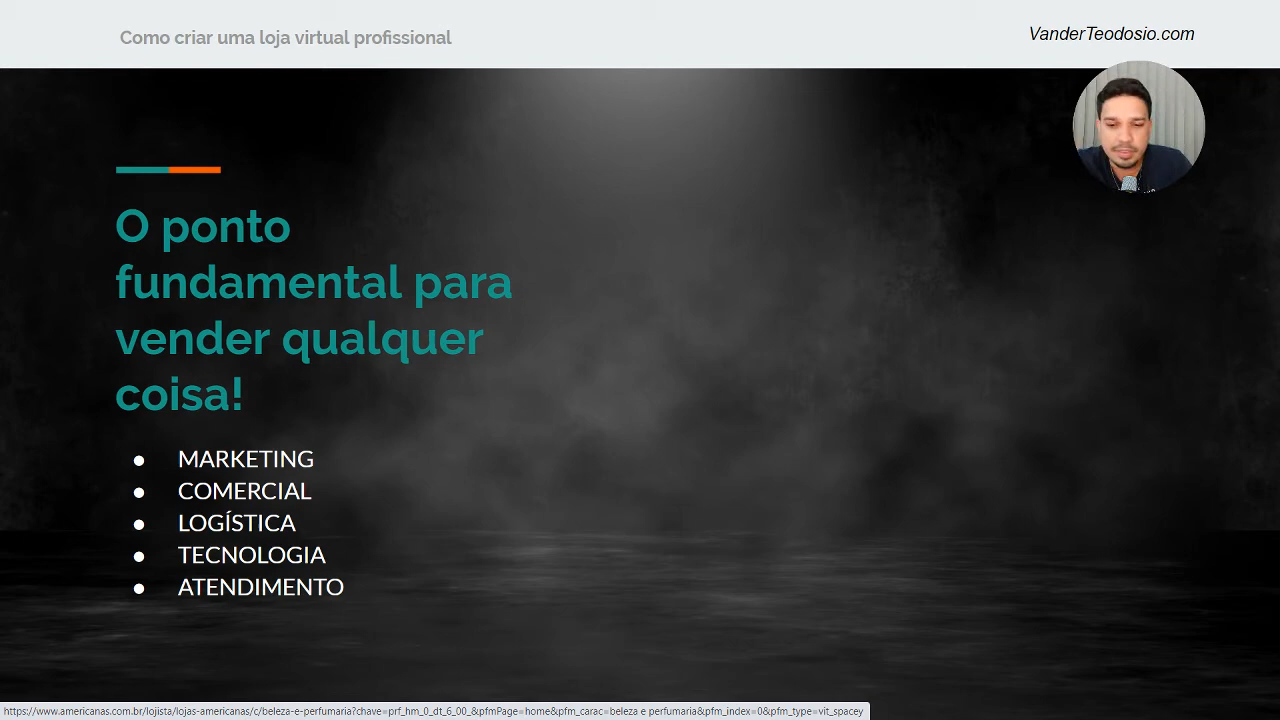 Como criar uma loja virtual profissional
VanderTeodosio.com
O ponto
fundamental para
vender qualquer
coisa!
● MARKETING
● COMERCIAL
● LOGÍSTICA
● TECNOLOGIA
● ATENDIMENTO
https://www.americanas.com.br/lojista/lojas-americanas/c/beleza-e-perfumaria?chave=prf_hm_0_dt_6_00_&pfmPage=home&pfm_carac=beleza e perfumaria&pfm_index=0&pfm_type=vit_spacey